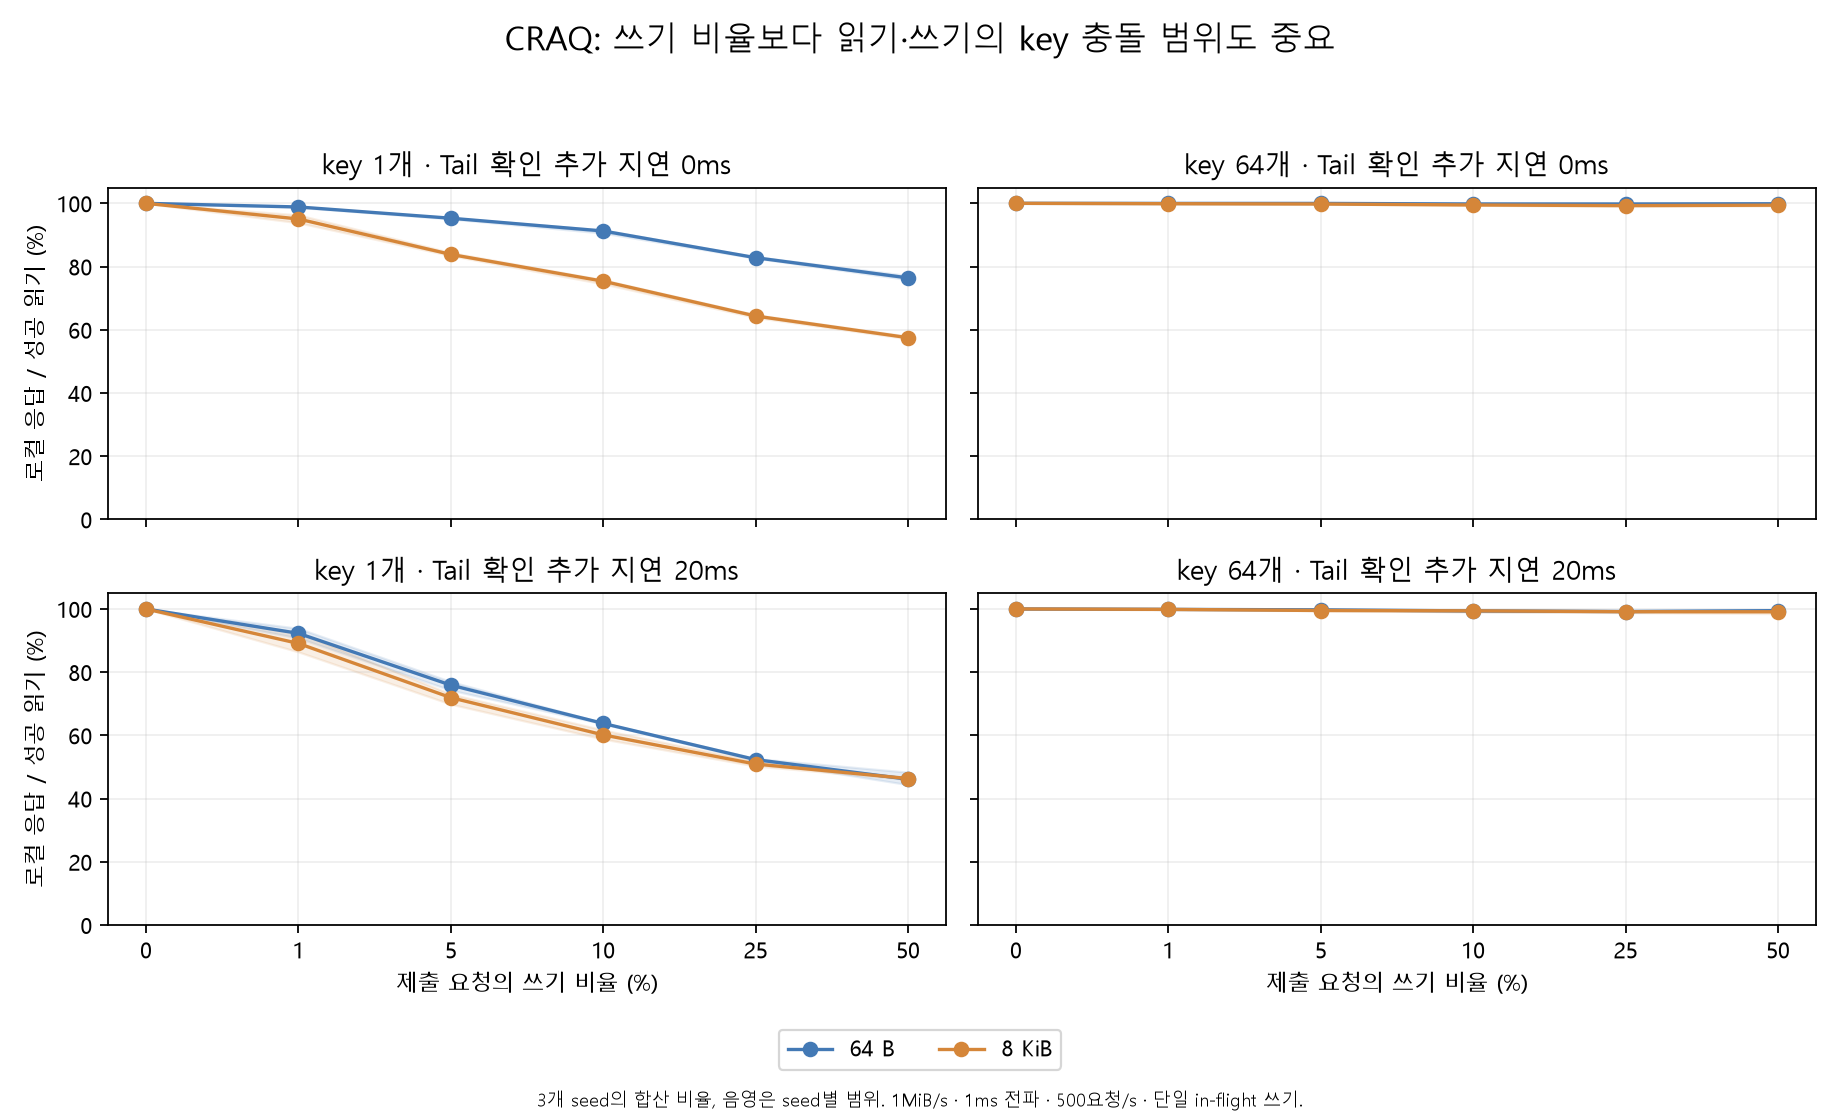 CRAQ: 쓰기 비율보다 읽기·쓰기의 key 충돌 범위도 중요
key 1개 · Tail 확인 추가 지연 0ms
key 64개 · Tail 확인 추가 지연 0ms
로컬 응답 / 성공 읽기 (%)
100
80
60
40
20
0
key 1개 · Tail 확인 추가 지연 20ms
key 64개 · Tail 확인 추가 지연 20ms
로컬 응답 / 성공 읽기 (%)
100
80
60
40
20
0
0 1 5 10 25 50
0 1 5 10 25 50
제출 요청의 쓰기 비율 (%)
제출 요청의 쓰기 비율 (%)
64 B
8 KiB
3개 seed의 합산 비율, 음영은 seed별 범위. 1MiB/s · 1ms 전파 · 500요청/s · 단일 in-flight 쓰기.